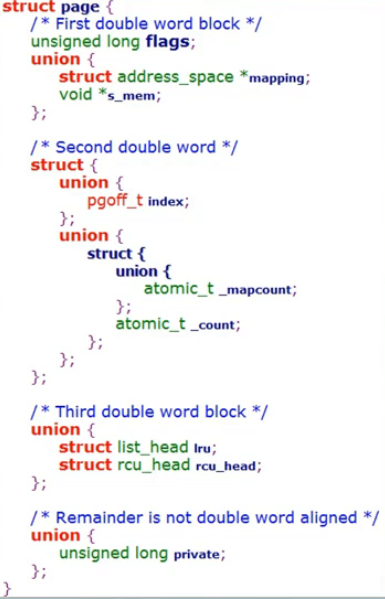 struct page {
/* First double word block */
unsigned long flags;
union {
struct address_space *mapping;
void *s_mem;
};
/* Second double word */
struct {
union {
pgoff_t index;
};
union {
struct {
union {
atomic_t _mapcount;
};
atomic_t _count;
};
};
};
/* Third double word block */
union {
struct list_head lru;
struct rcu_head rcu_head;
};
/* Remainder is not double word aligned */
union {
unsigned long private;
};
}